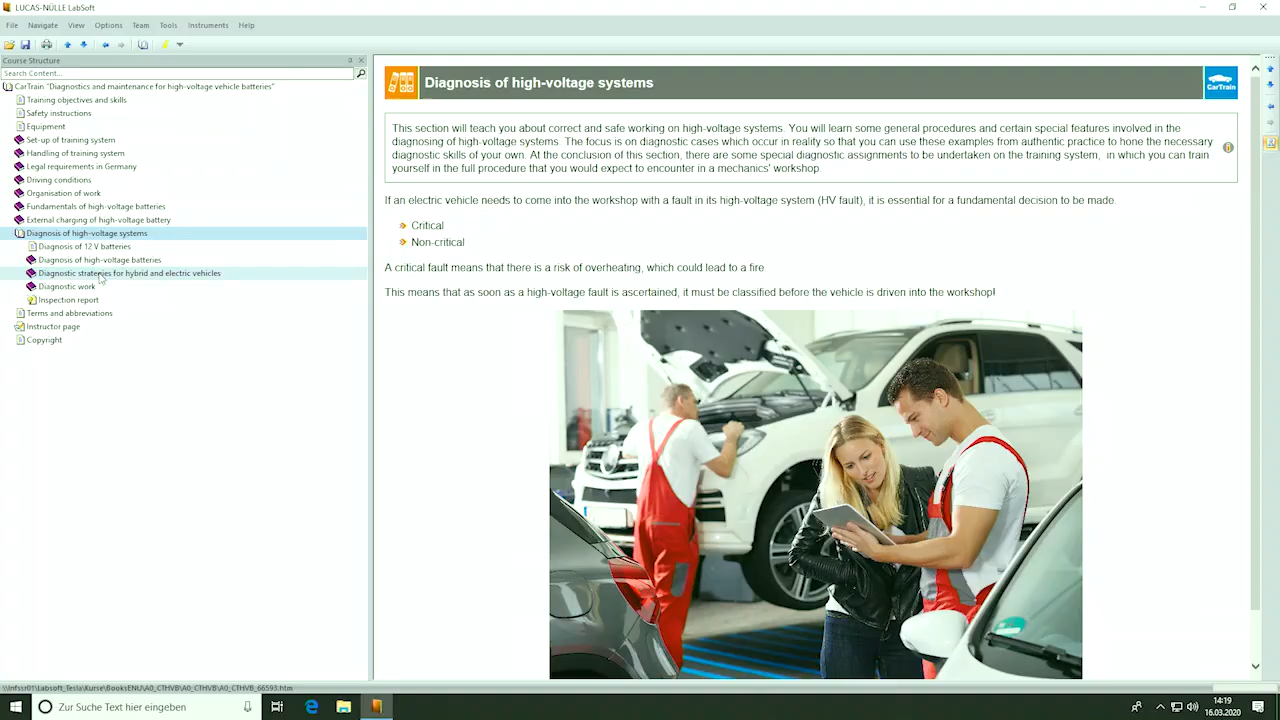 LUCAS-NÜLLE LabSoft
File Navigate View Options Team Tools Instruments Help
Course Structure
Search Content...
CarTrain "Diagnostics and maintenance for high-voltage vehicle batteries"
Training objectives and skills
Safety instructions
Equipment
Set-up of training system
Handling of training system
Legal requirements in Germany
Driving conditions
Organisation of work
Fundamentals of high-voltage batteries
External charging of high-voltage battery
Diagnosis of high-voltage systems
Diagnosis of 12 V batteries
Diagnosis of high-voltage batteries
Diagnostic strategies for hybrid and electric vehicles
Diagnostic work
Inspection report
Terms and abbreviations
Instructor page
Copyright
Diagnosis of high-voltage systems
CarTrain
This section will teach you about correct and safe working on high-voltage systems. You will learn some general procedures and certain special features involved in the
diagnosing of high-voltage systems. The focus is on diagnostic cases which occur in reality so that you can use these examples from authentic practice to hone the necessary
diagnostic skills of your own. At the conclusion of this section, there are some special diagnostic assignments to be undertaken on the training system, in which you can train
yourself in the full procedure that you would expect to encounter in a mechanics' workshop.
If an electric vehicle needs to come into the workshop with a fault in its high-voltage system (HV fault), it is essential for a fundamental decision to be made.
Critical
Non-critical
A critical fault means that there is a risk of overheating, which could lead to a fire
This means that as soon as a high-voltage fault is ascertained, it must be classified before the vehicle is driven into the workshop!
\\lnfssr01\Labsoft_Tesla\Kurse\BooksENU\A0_CTHVB\A0_CTHVB\A0_CTHVB_66593.htm
Zur Suche Text hier eingeben
14:19
16.03.2020